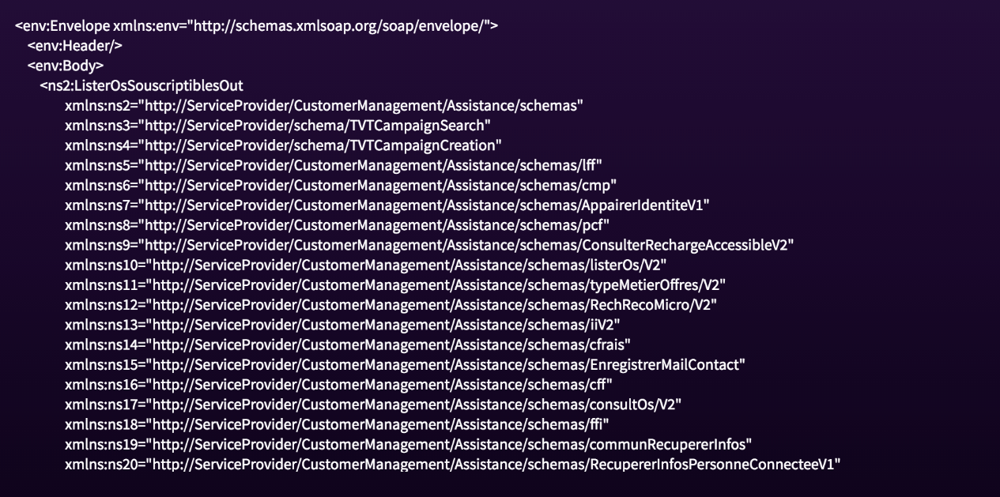 <env:Envelope xmlns:env="http://schemas.xmlsoap.org/soap/envelope/">
<env:Header/>
<env:Body>
<ns2:ListerOsSouscriptiblesOut
xmlns:ns2="http://ServiceProvider/CustomerManagement/Assistance/schemas"
xmlns:ns3="http://ServiceProvider/schema/TVTCampaignSearch"
xmlns:ns4="http://ServiceProvider/schema/TVTCampaignCreation"
xmlns:ns5="http://ServiceProvider/CustomerManagement/Assistance/schemas/lff"
xmlns:ns6="http://ServiceProvider/CustomerManagement/Assistance/schemas/cmp"
xmlns:ns7="http://ServiceProvider/CustomerManagement/Assistance/schemas/AppairerIdentiteV1"
xmlns:ns8="http://ServiceProvider/CustomerManagement/Assistance/schemas/pcf"
xmlns:ns9="http://ServiceProvider/CustomerManagement/Assistance/schemas/ConsulterRechargeAccessibleV2"
xmlns:ns10="http://ServiceProvider/CustomerManagement/Assistance/schemas/listerOs/V2"
xmlns:ns11="http://ServiceProvider/CustomerManagement/Assistance/schemas/typeMetierOffres/V2"
xmlns:ns12="http://ServiceProvider/CustomerManagement/Assistance/schemas/RechRecoMicro/V2"
xmlns:ns13="http://ServiceProvider/CustomerManagement/Assistance/schemas/iiV2"
xmlns:ns14="http://ServiceProvider/CustomerManagement/Assistance/schemas/cfrais"
xmlns:ns15="http://ServiceProvider/CustomerManagement/Assistance/schemas/EnregistrerMailContact"
xmlns:ns16="http://ServiceProvider/CustomerManagement/Assistance/schemas/cff"
xmlns:ns17="http://ServiceProvider/CustomerManagement/Assistance/schemas/consultOs/V2"
xmlns:ns18="http://ServiceProvider/CustomerManagement/Assistance/schemas/ffi"
xmlns:ns19="http://ServiceProvider/CustomerManagement/Assistance/schemas/communRecupererInfos"
xmlns:ns20="http://ServiceProvider/CustomerManagement/Assistance/schemas/RecupererInfosPersonneConnecteeV1"